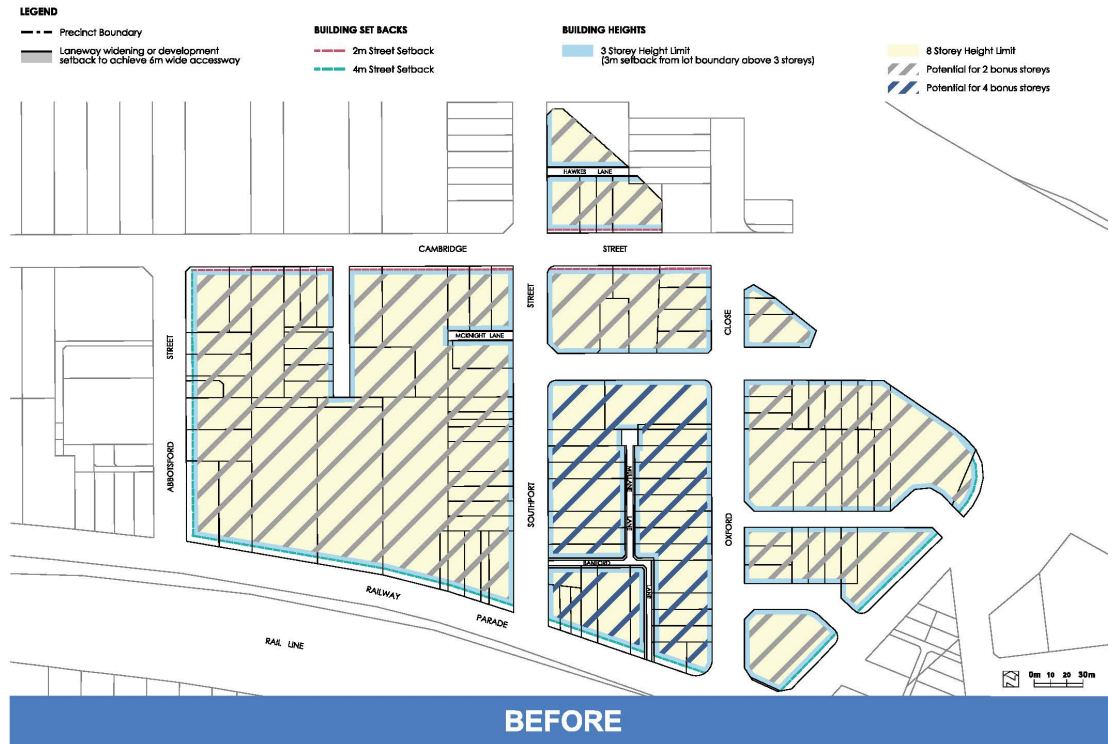 LEGEND
Precinct Boundary
Laneway widening or development
setback to achieve 6m wide accessway
BUILDING SET BACKS
2m Street Setback
4m Street Setback
BUILDING HEIGHTS
3 Storey Height Limit
(3m setback from lot boundary above 3 storeys)
8 Storey Height Limit
Potential for 2 bonus storeys
Potential for 4 bonus storeys
HAWKES LANE
CAMBRIDGE STREET
STREET
MCKNIGHT LANE
CLOSE
STREET
ABBOTSFORD
SOUTHPORT
LANE
OXFORD
LANE
RAILWAY
PARADE
RAIL LINE
0m 10 20 30m
BEFORE